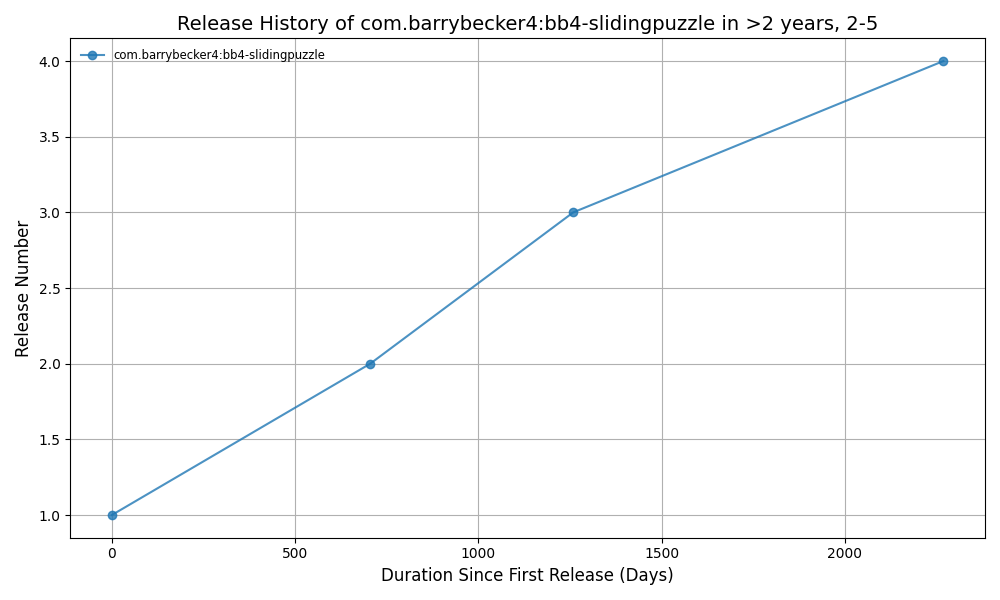 Release History of com.barrybecker4:bb4-slidingpuzzle in >2 years, 2-5
com.barrybecker4:bb4-slidingpuzzle
4.0
3.5
3.0
2.5
2.0
1.5
1.0
Release Number
0 500 1000 1500 2000
Duration Since First Release (Days)